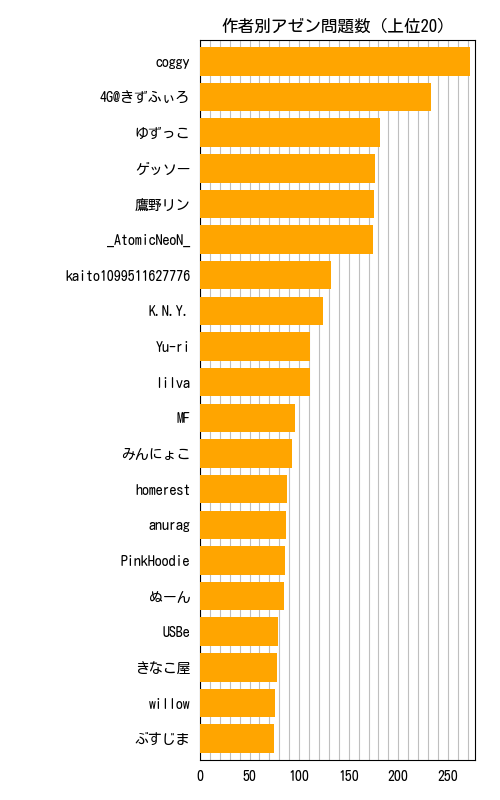 作者別アゼン問題数（上位20）
coggy
4G@きずふぃろ
ゆずっこ
ゲッソー
鷹野リン
_AtomicNeoN_
kaito1099511627776
K.N.Y.
Yu-ri
lilva
MF
みんにょこ
homerest
anurag
PinkHoodie
ぬーん
USBe
きなこ屋
willow
ぶすじま
0 50 100 150 200 250